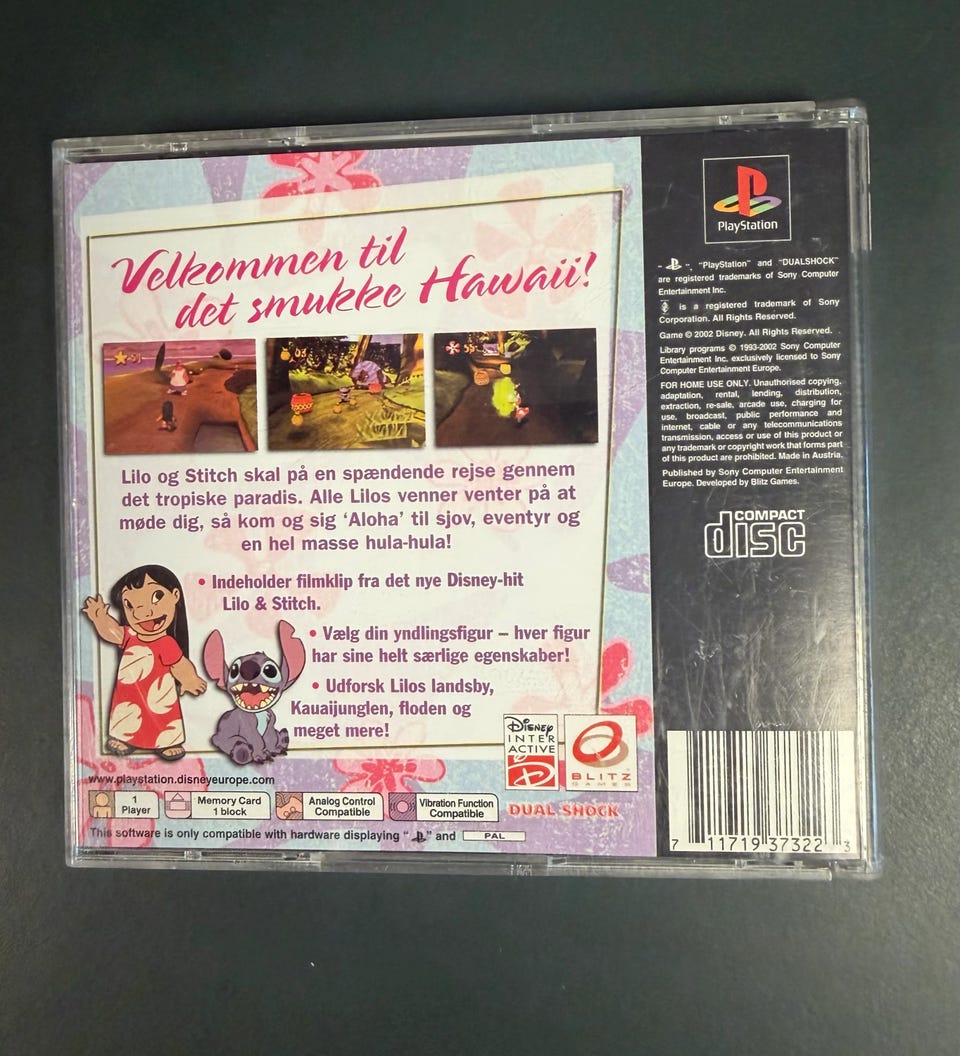 Velkommen til
det smukke Hawaii!
51
03
Lilo og Stitch skal på en spændende rejse gennem
det tropiske paradis. Alle Lilos venner venter på at
møde dig, så kom og sig ‘Aloha’ til sjov, eventyr og
en hel masse hula-hula!
• Indeholder filmklip fra det nye Disney-hit
Lilo & Stitch.
• Vælg din yndlingsfigur – hver figur
har sine helt særlige egenskaber!
• Udforsk Lilos landsby,
Kauaijunglen, floden og
meget mere!
www.playstation.disneyeurope.com
DISNEY
INTER
ACTIVE
BLITZ
GAMES
1
Player
Memory Card
1 block
Analog Control
Compatible
Vibration Function
Compatible
DUAL SHOCK
This software is only compatible with hardware displaying “ ” and PAL
PlayStation
“ ”, “PlayStation” and “DUALSHOCK”
are registered trademarks of Sony Computer
Entertainment Inc.
is a registered trademark of Sony
Corporation. All Rights Reserved.
Game © 2002 Disney. All Rights Reserved.
Library programs © 1993-2002 Sony Computer
Entertainment Inc. exclusively licensed to Sony
Computer Entertainment Europe.
FOR HOME USE ONLY. Unauthorised copying,
adaptation, rental, lending, distribution,
extraction, re-sale, arcade use, charging for
use, broadcast, public performance and
internet, cable or any telecommunications
transmission, access or use of this product or
any trademark or copyright work that forms part
of this product are prohibited. Made in Austria.
Published by Sony Computer Entertainment
Europe. Developed by Blitz Games.
COMPACT
disc
7 11719 37322 3